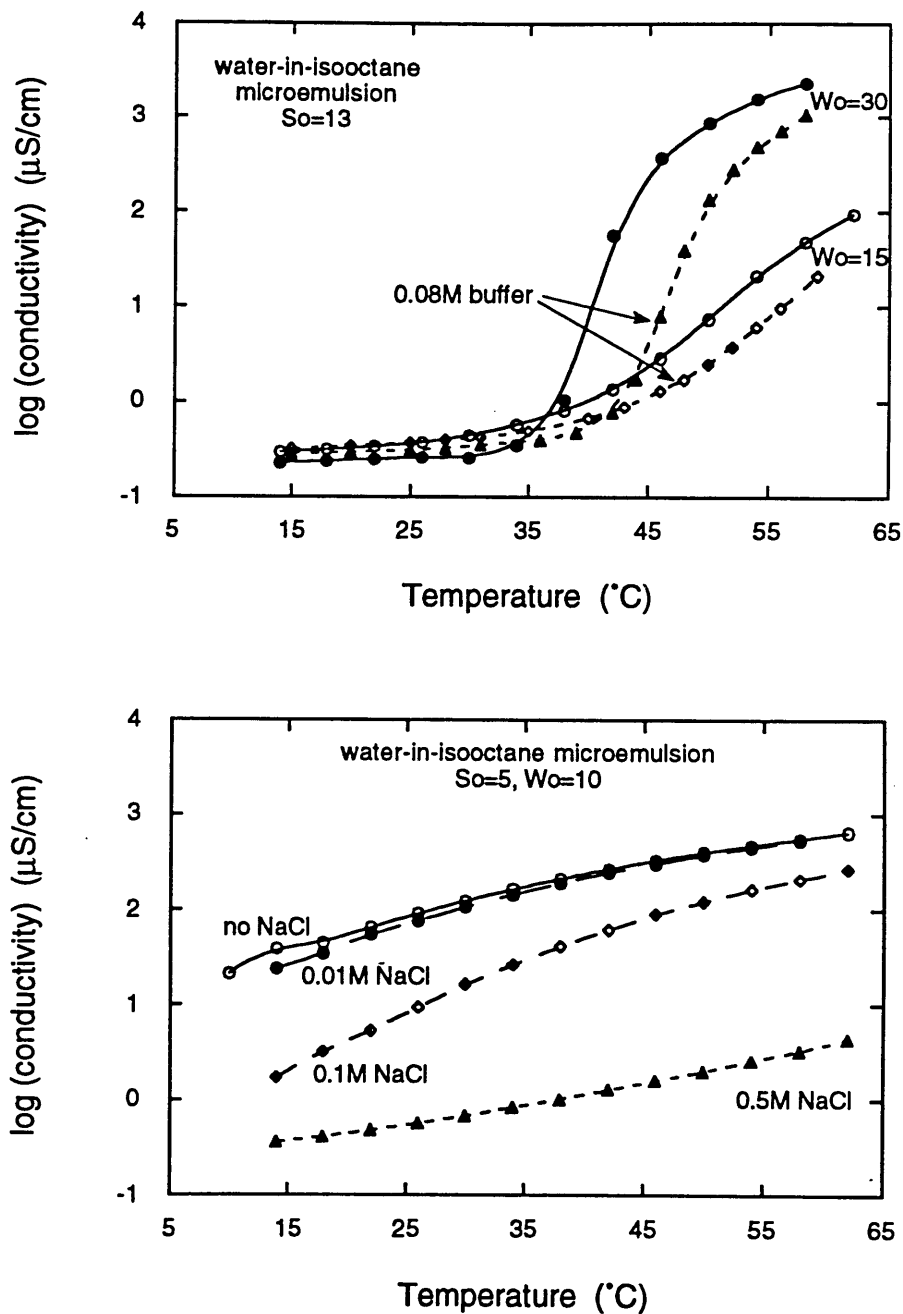 4
3
2
1
0
-1
log (conductivity) (µS/cm)
water-in-isooctane
microemulsion
So=13
Wo=30
Wo=15
0.08M buffer
5 15 25 35 45 55 65
Temperature (˚C)
4
3
2
1
0
-1
log (conductivity) (µS/cm)
water-in-isooctane microemulsion
So=5, Wo=10
no NaCl
0.01M NaCl
0.1M NaCl
0.5M NaCl
5 15 25 35 45 55 65
Temperature (˚C)